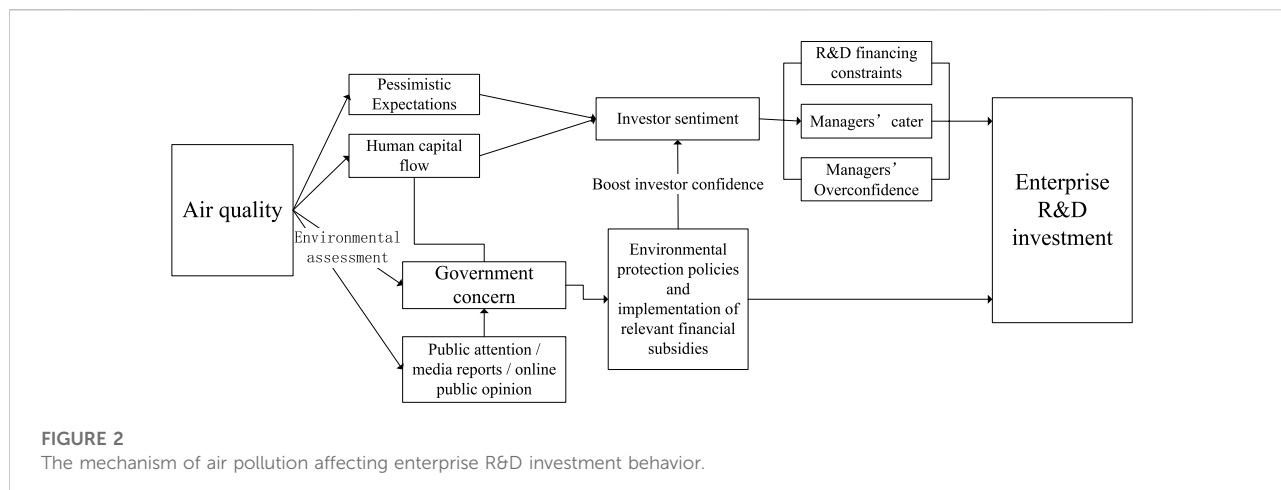 Air quality
Pessimistic
Expectations
Human capital
flow
Environmental
assessment
Government
concern
Public attention /
media reports / online
public opinion
Investor sentiment
Boost investor confidence
Environmental
protection policies
and
implementation of
relevant financial
subsidies
R&D financing
constraints
Managers’ cater
Managers’
Overconfidence
Enterprise
R&D
investment
FIGURE 2
The mechanism of air pollution affecting enterprise R&D investment behavior.